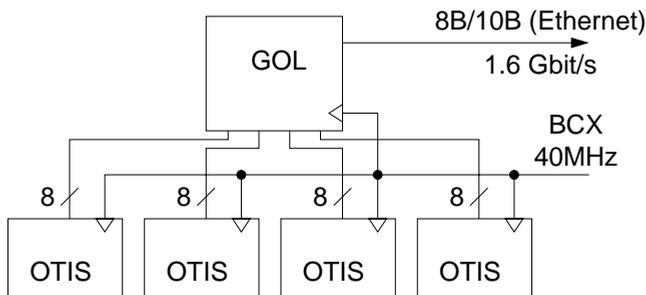 8B/10B (Ethernet)
GOL
1.6 Gbit/s
BCX
40MHz
8
8
8
8
OTIS
OTIS
OTIS
OTIS